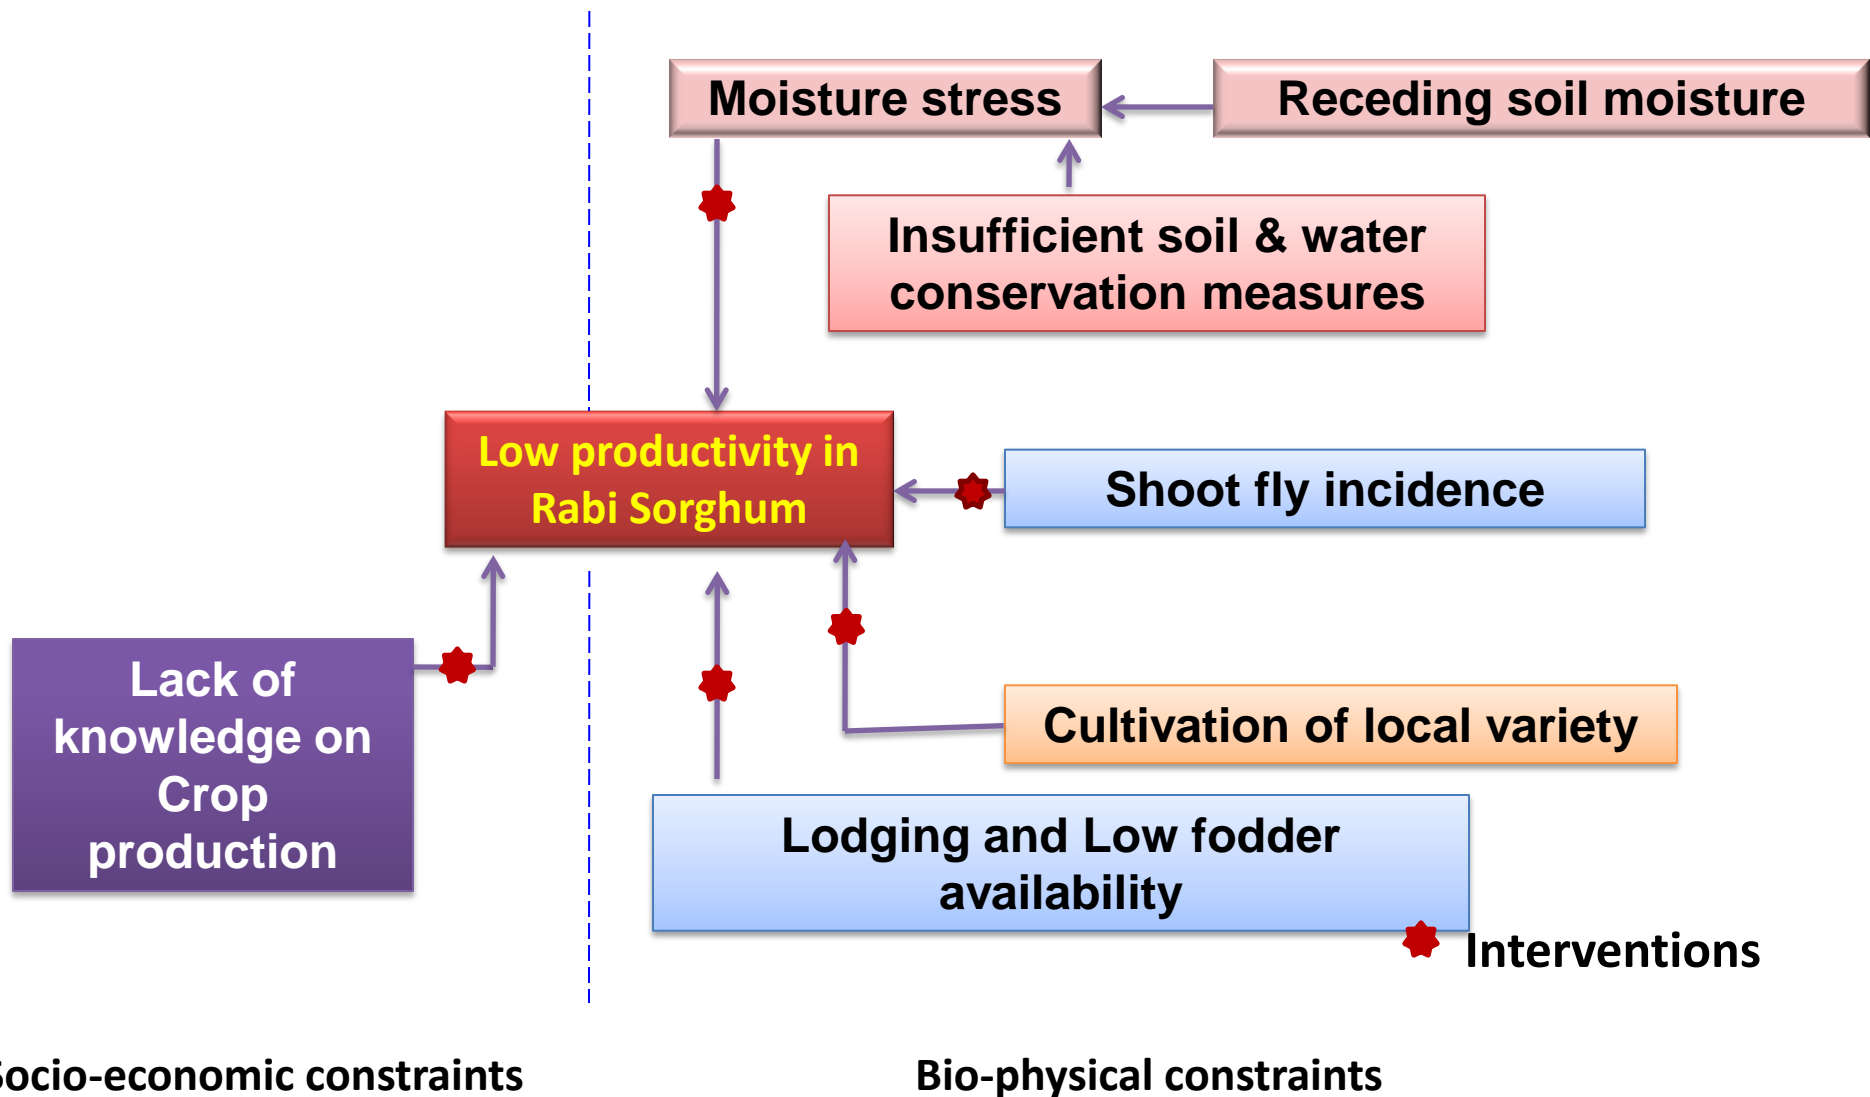 Moisture stress
Receding soil moisture
Insufficient soil & water
conservation measures
Low productivity in
Rabi Sorghum
Shoot fly incidence
Lack of
knowledge on
Crop
production
Cultivation of local variety
Lodging and Low fodder
availability
Interventions
Socio-economic constraints
Bio-physical constraints